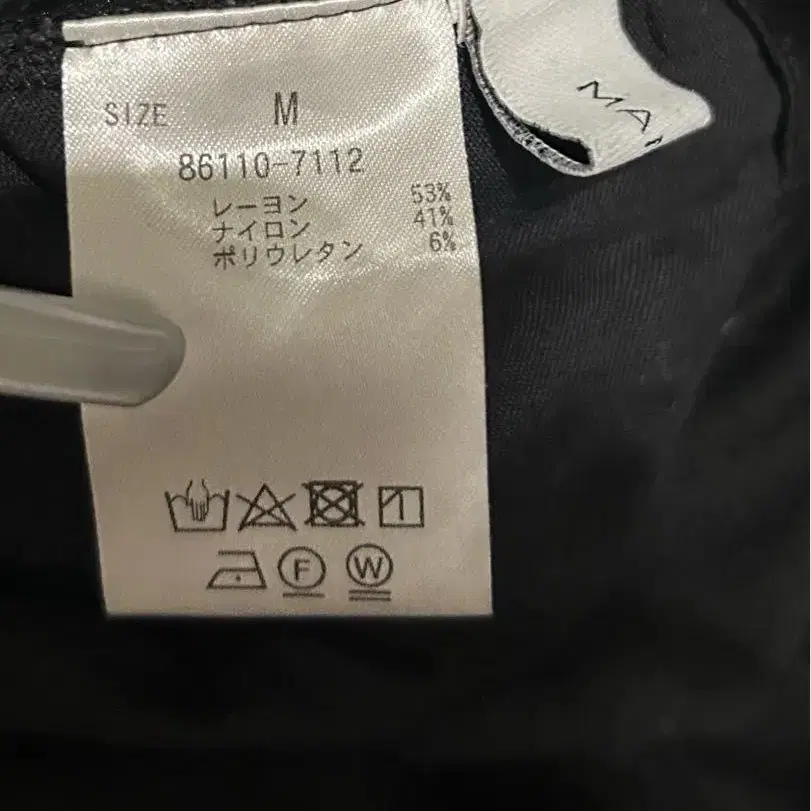 SIZE M
86110-7112
レーヨン 53%
ナイロン 41%
ポリウレタン 6%
F W